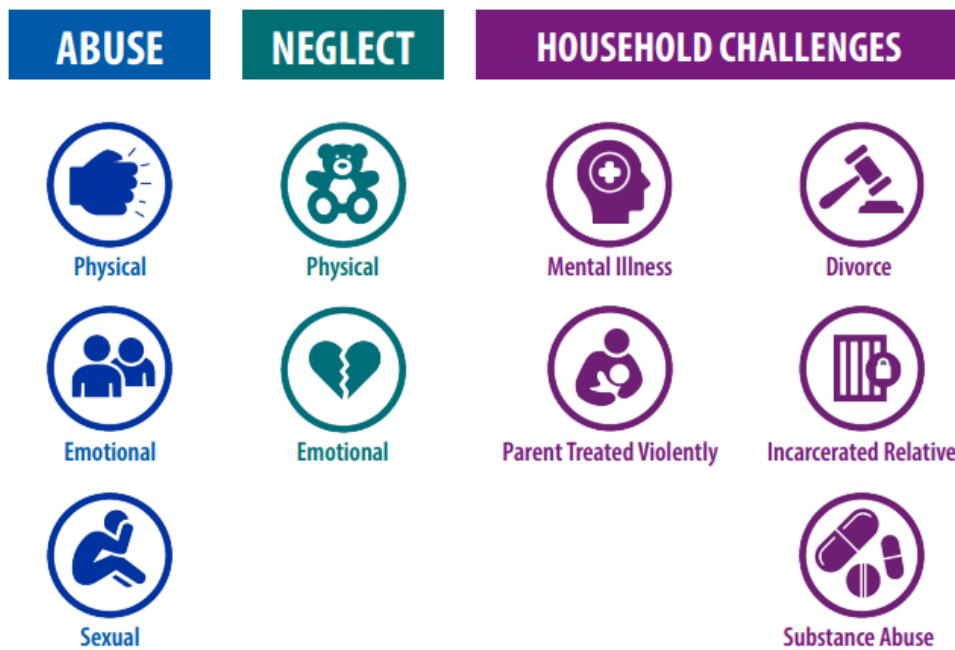 ABUSE
NEGLECT
HOUSEHOLD CHALLENGES
Physical
Physical
Mental Illness
Divorce
Emotional
Emotional
Parent Treated Violently
Incarcerated Relative
Sexual
Substance Abuse